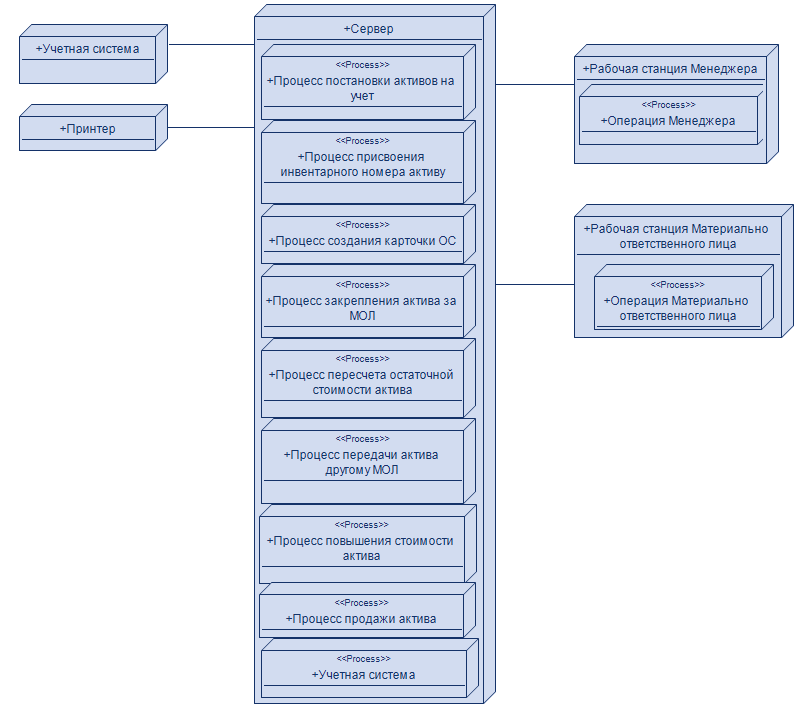 +Учетная система
+Принтер
+Сервер
<<Process>>
+Процесс постановки активов на
учет
<<Process>>
+Процесс присвоения
инвентарного номера активу
<<Process>>
+Процесс создания карточки ОС
<<Process>>
+Процесс закрепления актива за
МОЛ
<<Process>>
+Процесс пересчета остаточной
стоимости актива
<<Process>>
+Процесс передачи актива
другому МОЛ
<<Process>>
+Процесс повышения стоимости
актива
<<Process>>
+Процесс продажи актива
<<Process>>
+Учетная система
+Рабочая станция Менеджера
<<Process>>
+Операция Менеджера
+Рабочая станция Материально
ответственного лица
<<Process>>
+Операция Материально
ответственного лица